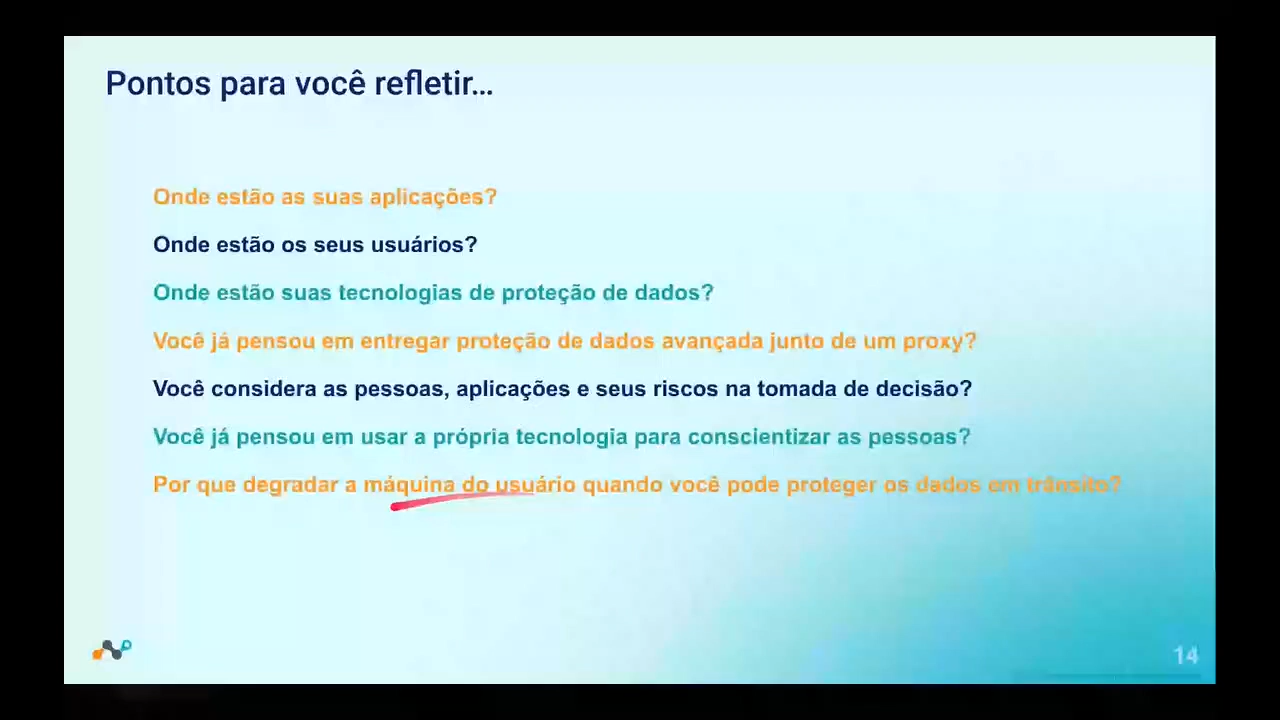 Pontos para você refletir...
Onde estão as suas aplicações?
Onde estão os seus usuários?
Onde estão suas tecnologias de proteção de dados?
Você já pensou em entregar proteção de dados avançada junto de um proxy?
Você considera as pessoas, aplicações e seus riscos na tomada de decisão?
Você já pensou em usar a própria tecnologia para conscientizar as pessoas?
Por que degradar a máquina do usuário quando você pode proteger os dados em trânsito?
14